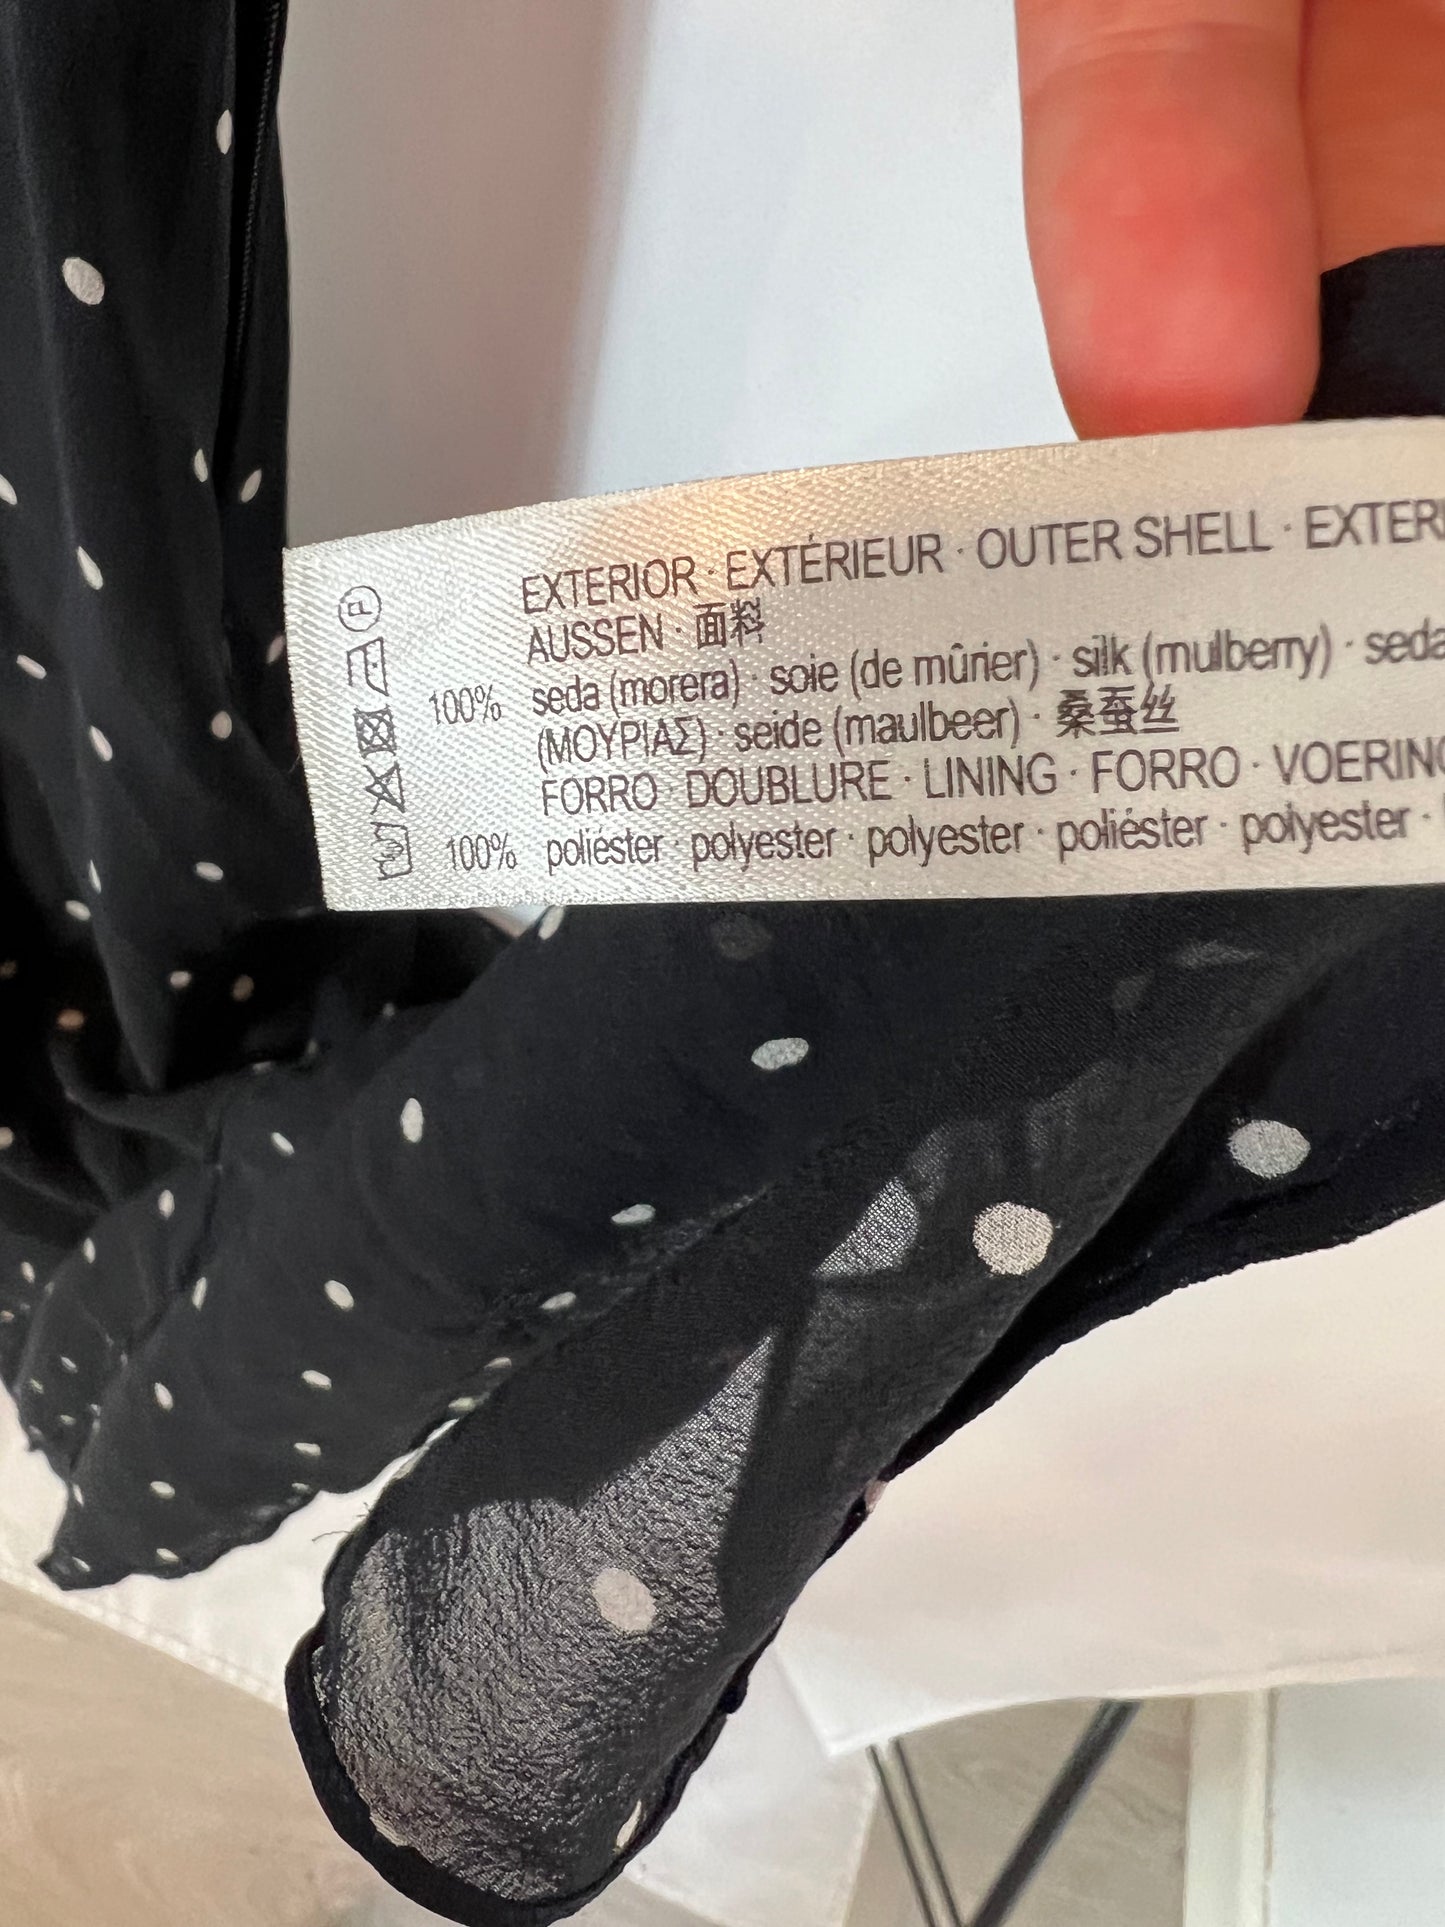 EXTERIOR · EXTÉRIEUR · OUTER SHELL ·
AUSSEN · 面料
100% seda (morera) · soie (de mûrier) · silk (mulberry) · seda
(ΜΟΥΡΙΑΣ) · seide (maulbeer) · 桑蚕丝
FORRO · DOUBLURE · LINING · FORRO · VOERING
100% poliéster · polyester · polyester · poliéster · polyester ·
P